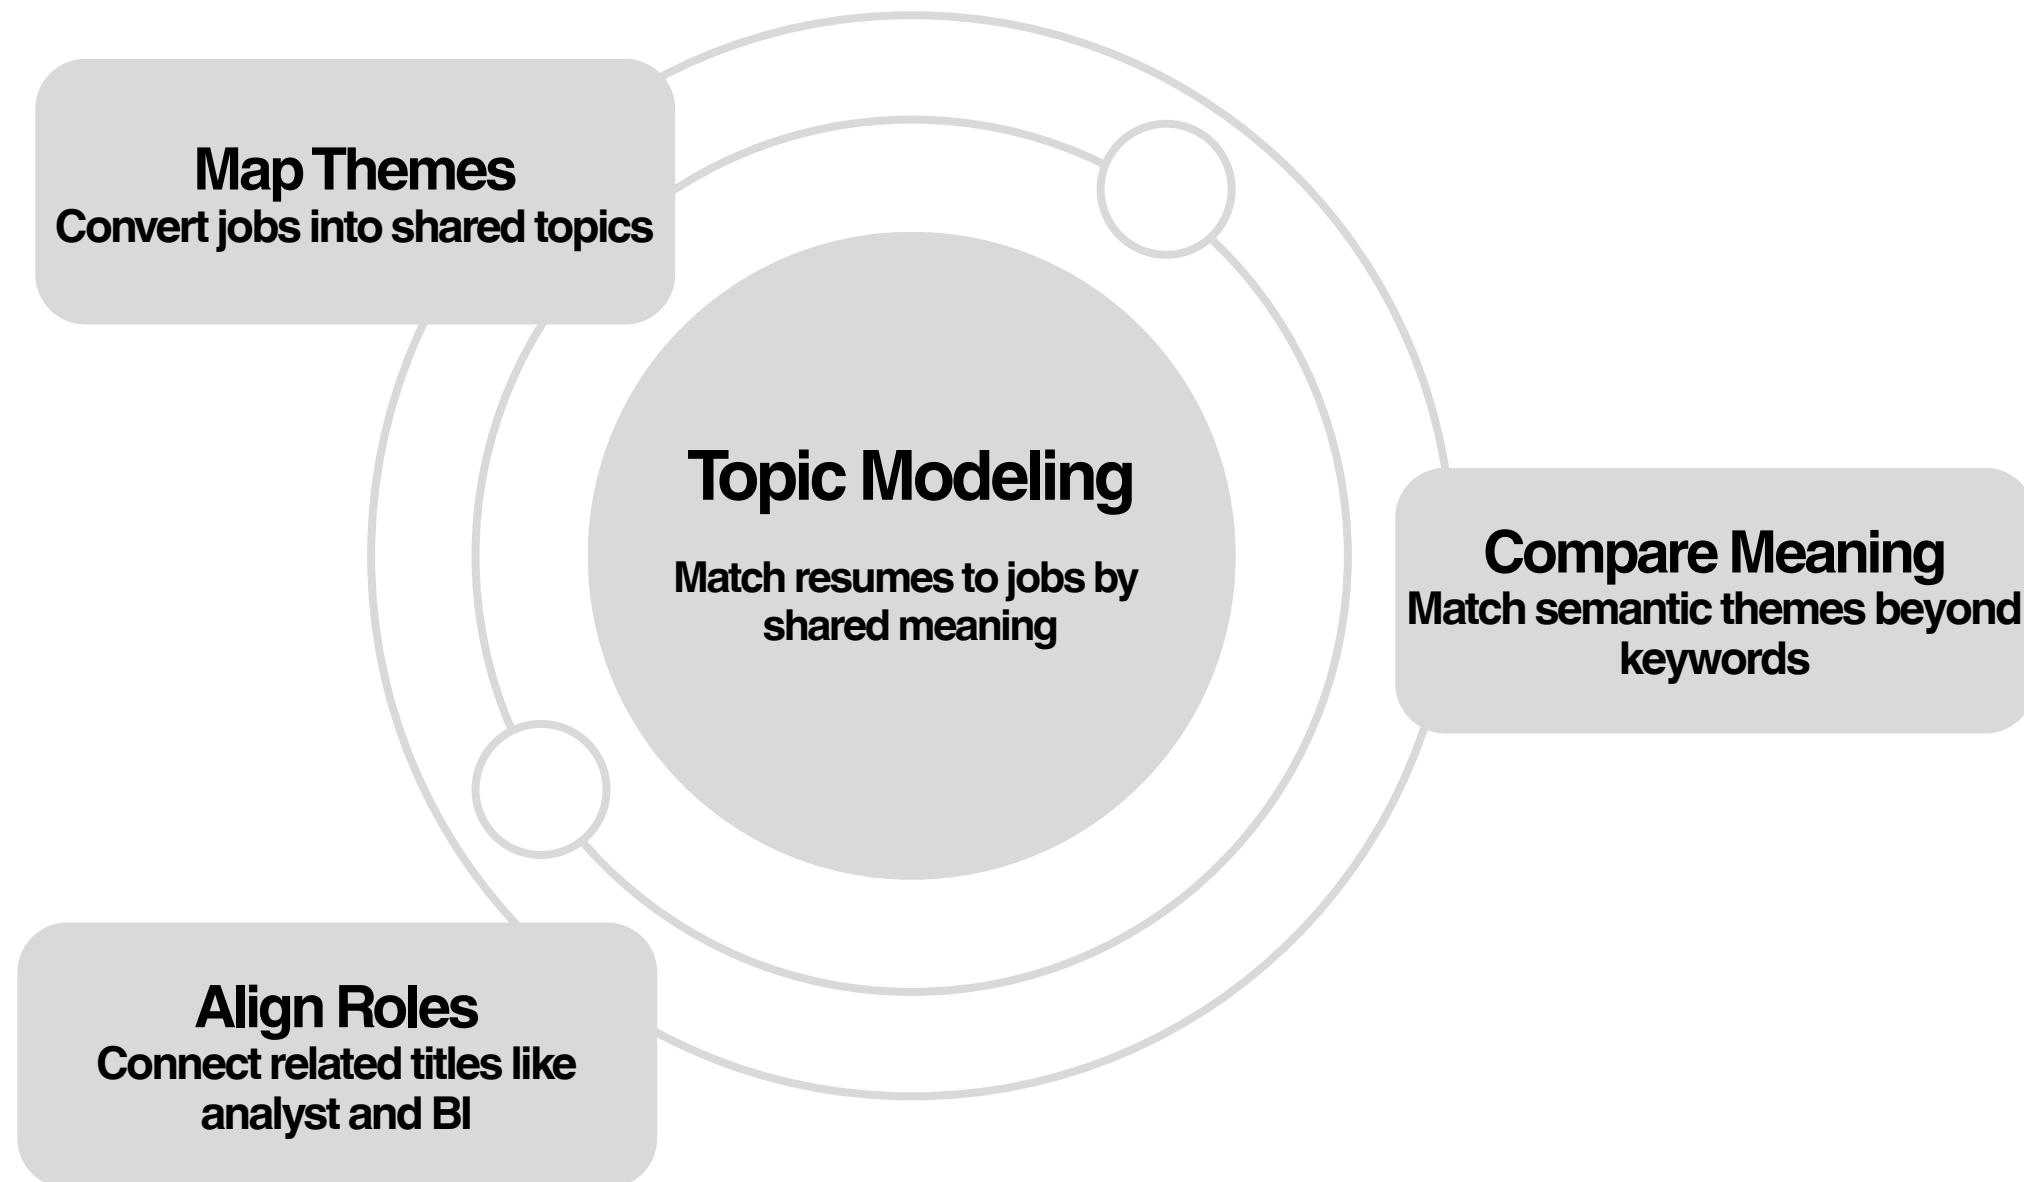 Map Themes
Convert jobs into shared topics
Topic Modeling
Match resumes to jobs by
shared meaning
Compare Meaning
Match semantic themes beyond
keywords
Align Roles
Connect related titles like
analyst and BI